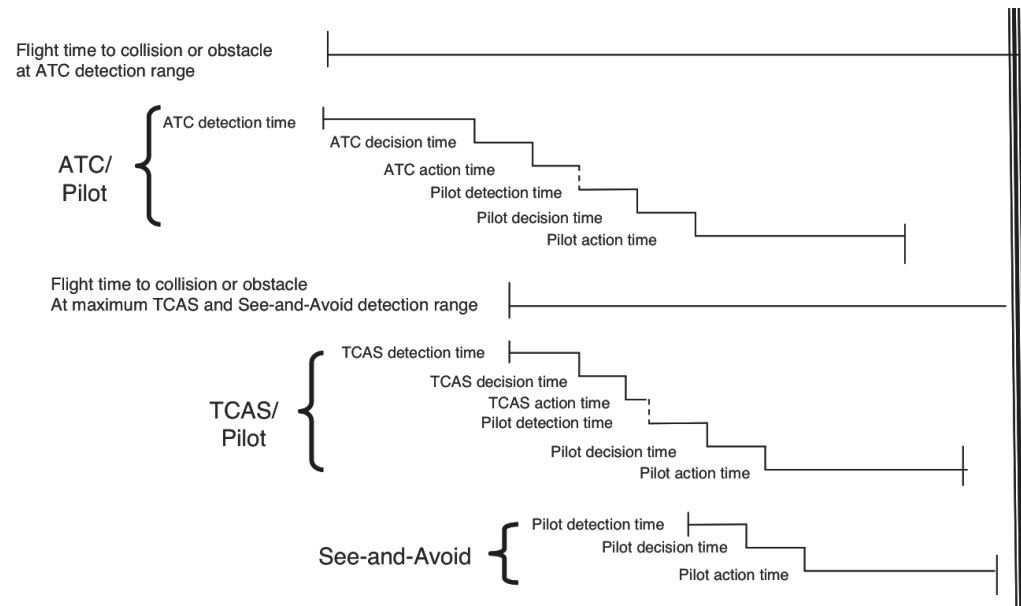 Flight time to collision or obstacle
at ATC detection range
ATC detection time
ATC decision time
ATC/
Pilot
ATC action time
Pilot detection time
Pilot decision time
Pilot action time
Flight time to collision or obstacle
At maximum TCAS and See-and-Avoid detection range
TCAS detection time
TCAS decision time
TCAS/
Pilot
TCAS action time
Pilot detection time
Pilot decision time
Pilot action time
See-and-Avoid
Pilot detection time
Pilot decision time
Pilot action time